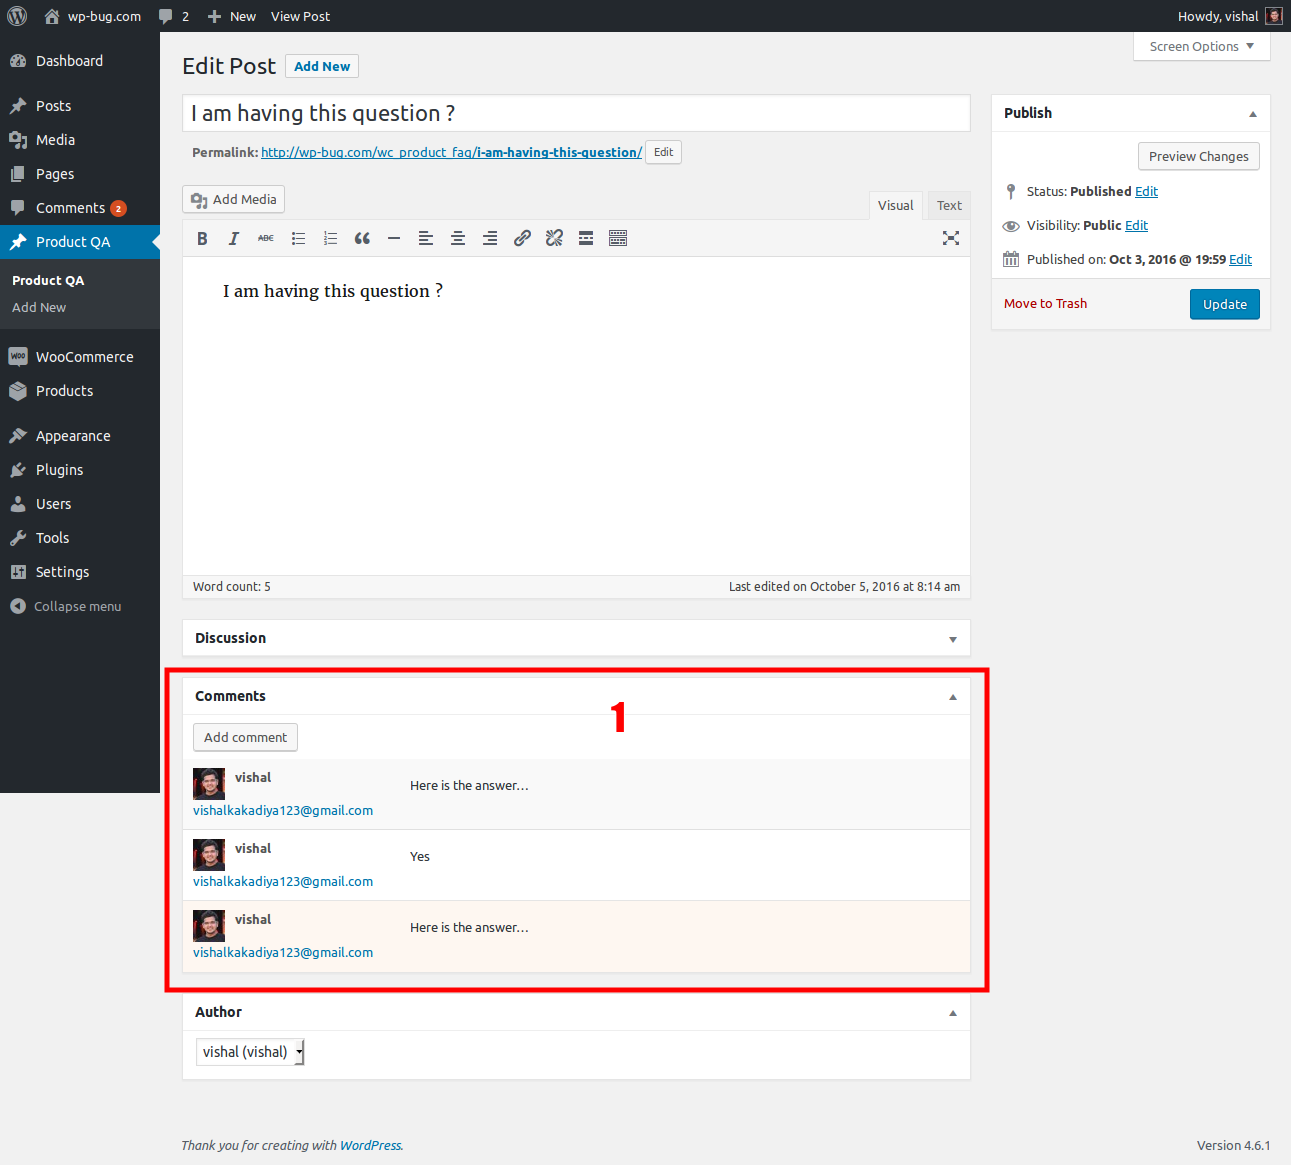 wp-bug.com 2 New View Post Howdy, vishal
Screen Options
Dashboard
Posts
Media
Pages
Comments 2
Product QA
Product QA
Add New
WooCommerce
Products
Appearance
Plugins
Users
Tools
Settings
Collapse menu
Edit Post Add New
I am having this question ?
Permalink: http://wp-bug.com/wc_product_faq/i-am-having-this-question/ Edit
Add Media
Visual Text
B I ABC
I am having this question ?
Word count: 5 Last edited on October 5, 2016 at 8:14 am
Discussion
Comments
1
Add comment
vishal
Here is the answer...
vishalkakadiya123@gmail.com
vishal
Yes
vishalkakadiya123@gmail.com
vishal
Here is the answer...
vishalkakadiya123@gmail.com
Author
vishal (vishal)
Publish
Preview Changes
Status: Published Edit
Visibility: Public Edit
Published on: Oct 3, 2016 @ 19:59 Edit
Move to Trash Update
Thank you for creating with WordPress. Version 4.6.1